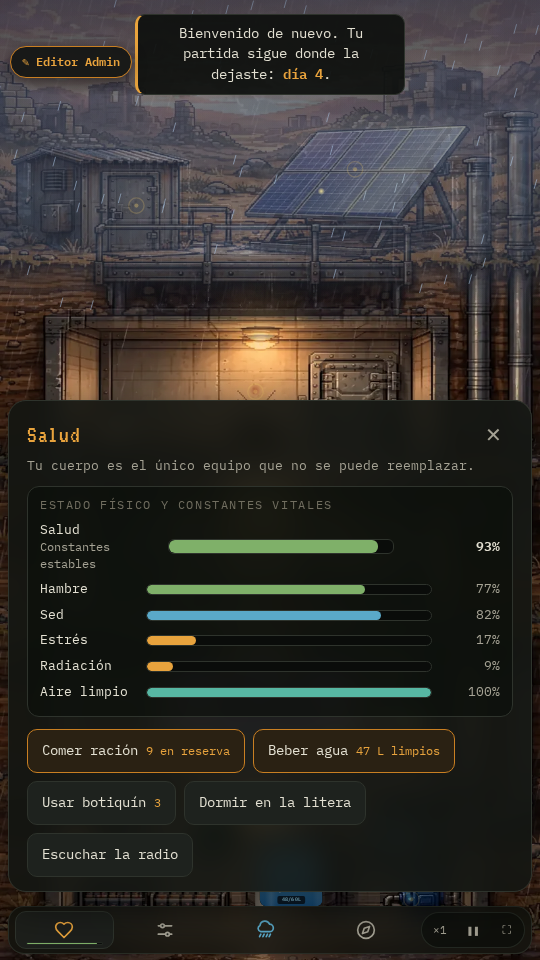 Bienvenido de nuevo. Tu
partida sigue donde la
dejaste: día 4.
✎ Editor Admin
Salud
✕
Tu cuerpo es el único equipo que no se puede reemplazar.
ESTADO FÍSICO Y CONSTANTES VITALES
Salud
Constantes
estables
93%
Hambre 77%
Sed 82%
Estrés 17%
Radiación 9%
Aire limpio 100%
Comer ración 9 en reserva
Beber agua 47 L limpios
Usar botiquín 3
Dormir en la litera
Escuchar la radio
×1